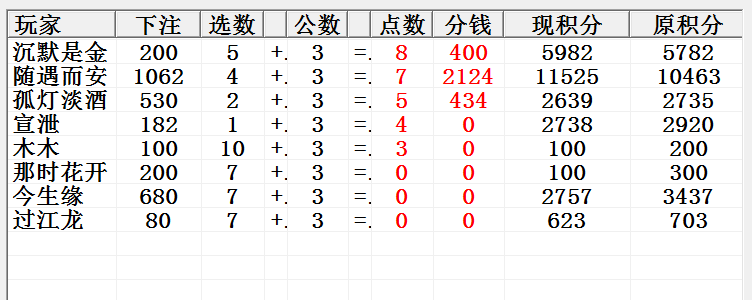 玩家 下注 选数 公数 点数 分钱 现积分 原积分
沉默是金 200 5 +. 3 =. 8 400 5982 5782
随遇而安 1062 4 +. 3 =. 7 2124 11525 10463
孤灯淡酒 530 2 +. 3 =. 5 434 2639 2735
宣泄 182 1 +. 3 =. 4 0 2738 2920
木木 100 10 +. 3 =. 3 0 100 200
那时花开 200 7 +. 3 =. 0 0 100 300
今生缘 680 7 +. 3 =. 0 0 2757 3437
过江龙 80 7 +. 3 =. 0 0 623 703